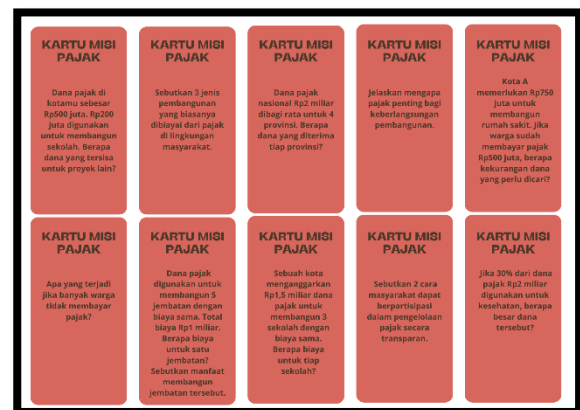 KARTU MISI
PAJAK
Dana pajak di
kotamu sebesar
Rp500 juta. Rp200
juta digunakan
untuk membangun
sekolah. Berapa
dana yang tersisa
untuk proyek lain?
KARTU MISI
PAJAK
Sebutkan 3 jenis
pembangunan
yang biasanya
dibiayai dari pajak
di lingkungan
masyarakat.
KARTU MISI
PAJAK
Dana pajak
nasional Rp2 miliar
dibagi rata untuk 4
provinsi. Berapa
dana yang diterima
tiap provinsi?
KARTU MISI
PAJAK
Jelaskan mengapa
pajak penting bagi
keberlangsungan
pembangunan.
KARTU MISI
PAJAK
Kota A
memerlukan Rp750
juta untuk
membangun
rumah sakit. Jika
warga sudah
membayar pajak
Rp500 juta, berapa
kekurangan dana
yang perlu dicari?
KARTU MISI
PAJAK
Apa yang terjadi
jika banyak warga
tidak membayar
pajak?
KARTU MISI
PAJAK
Dana pajak
digunakan untuk
membangun 5
jembatan dengan
biaya sama. Total
biaya Rp1 miliar.
Berapa biaya
untuk satu
jembatan?
Sebutkan manfaat
membangun
jembatan tersebut.
KARTU MISI
PAJAK
Sebuah kota
menganggarkan
Rp1,5 miliar dana
pajak untuk
membangun 3
sekolah dengan
biaya sama.
Berapa biaya
untuk tiap
sekolah?
KARTU MISI
PAJAK
Sebutkan 2 cara
masyarakat dapat
berpartisipasi
dalam pengelolaan
pajak secara
transparan.
KARTU MISI
PAJAK
Jika 30% dari dana
pajak Rp2 miliar
digunakan untuk
kesehatan, berapa
besar dana
tersebut?